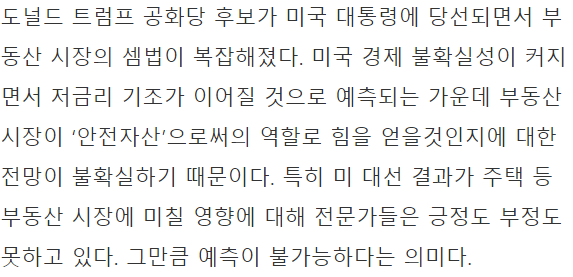 도널드 트럼프 공화당 후보가 미국 대통령에 당선되면서 부
동산 시장의 셈법이 복잡해졌다. 미국 경제 불확실성이 커지
면서 저금리 기조가 이어질 것으로 예측되는 가운데 부동산
시장이 ‘안전자산’으로써의 역할로 힘을 얻을것인지에 대한
전망이 불확실하기 때문이다. 특히 미 대선 결과가 주택 등
부동산 시장에 미칠 영향에 대해 전문가들은 긍정도 부정도
못하고 있다. 그만큼 예측이 불가능하다는 의미다.